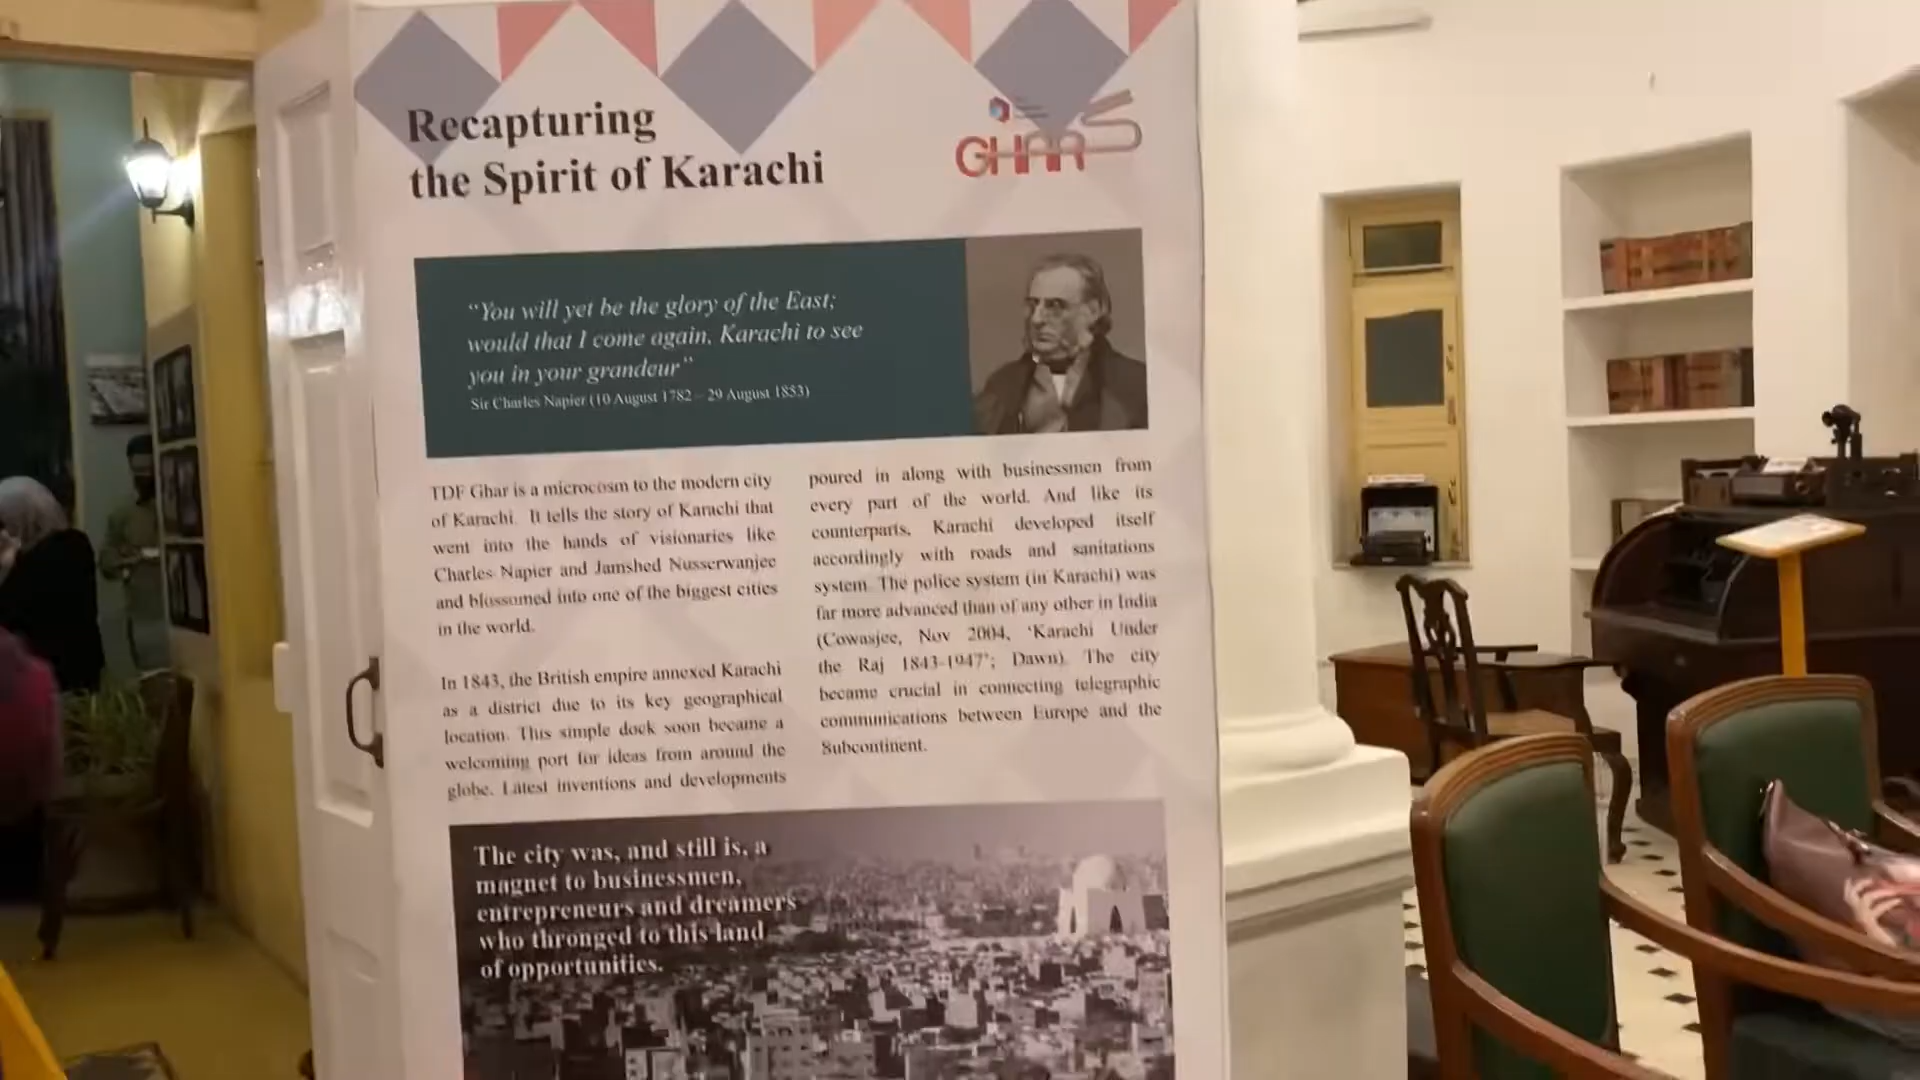 Recapturing
the Spirit of Karachi
GHAR
“You will yet be the glory of the East;
would that I come again, Karachi to see
you in your grandeur”
Sir Charles Napier (10 August 1782 – 29 August 1853)
TDF Ghar is a microcosm to the modern city
of Karachi. It tells the story of Karachi that
went into the hands of visionaries like
Charles Napier and Jamshed Nusserwanjee
and blossomed into one of the biggest cities
in the world.
In 1843, the British empire annexed Karachi
as a district due to its key geographical
location. This simple dock soon became a
welcoming port for ideas from around the
globe. Latest inventions and developments
poured in along with businessmen from
every part of the world. And like its
counterparts, Karachi developed itself
accordingly with roads and sanitations
system. The police system (in Karachi) was
far more advanced than of any other in India
(Cowasjee, Nov 2004, ‘Karachi Under
the Raj 1843-1947’; Dawn). The city
became crucial in connecting telegraphic
communications between Europe and the
Subcontinent.
The city was, and still is, a
magnet to businessmen,
entrepreneurs and dreamers
who thronged to this land
of opportunities.